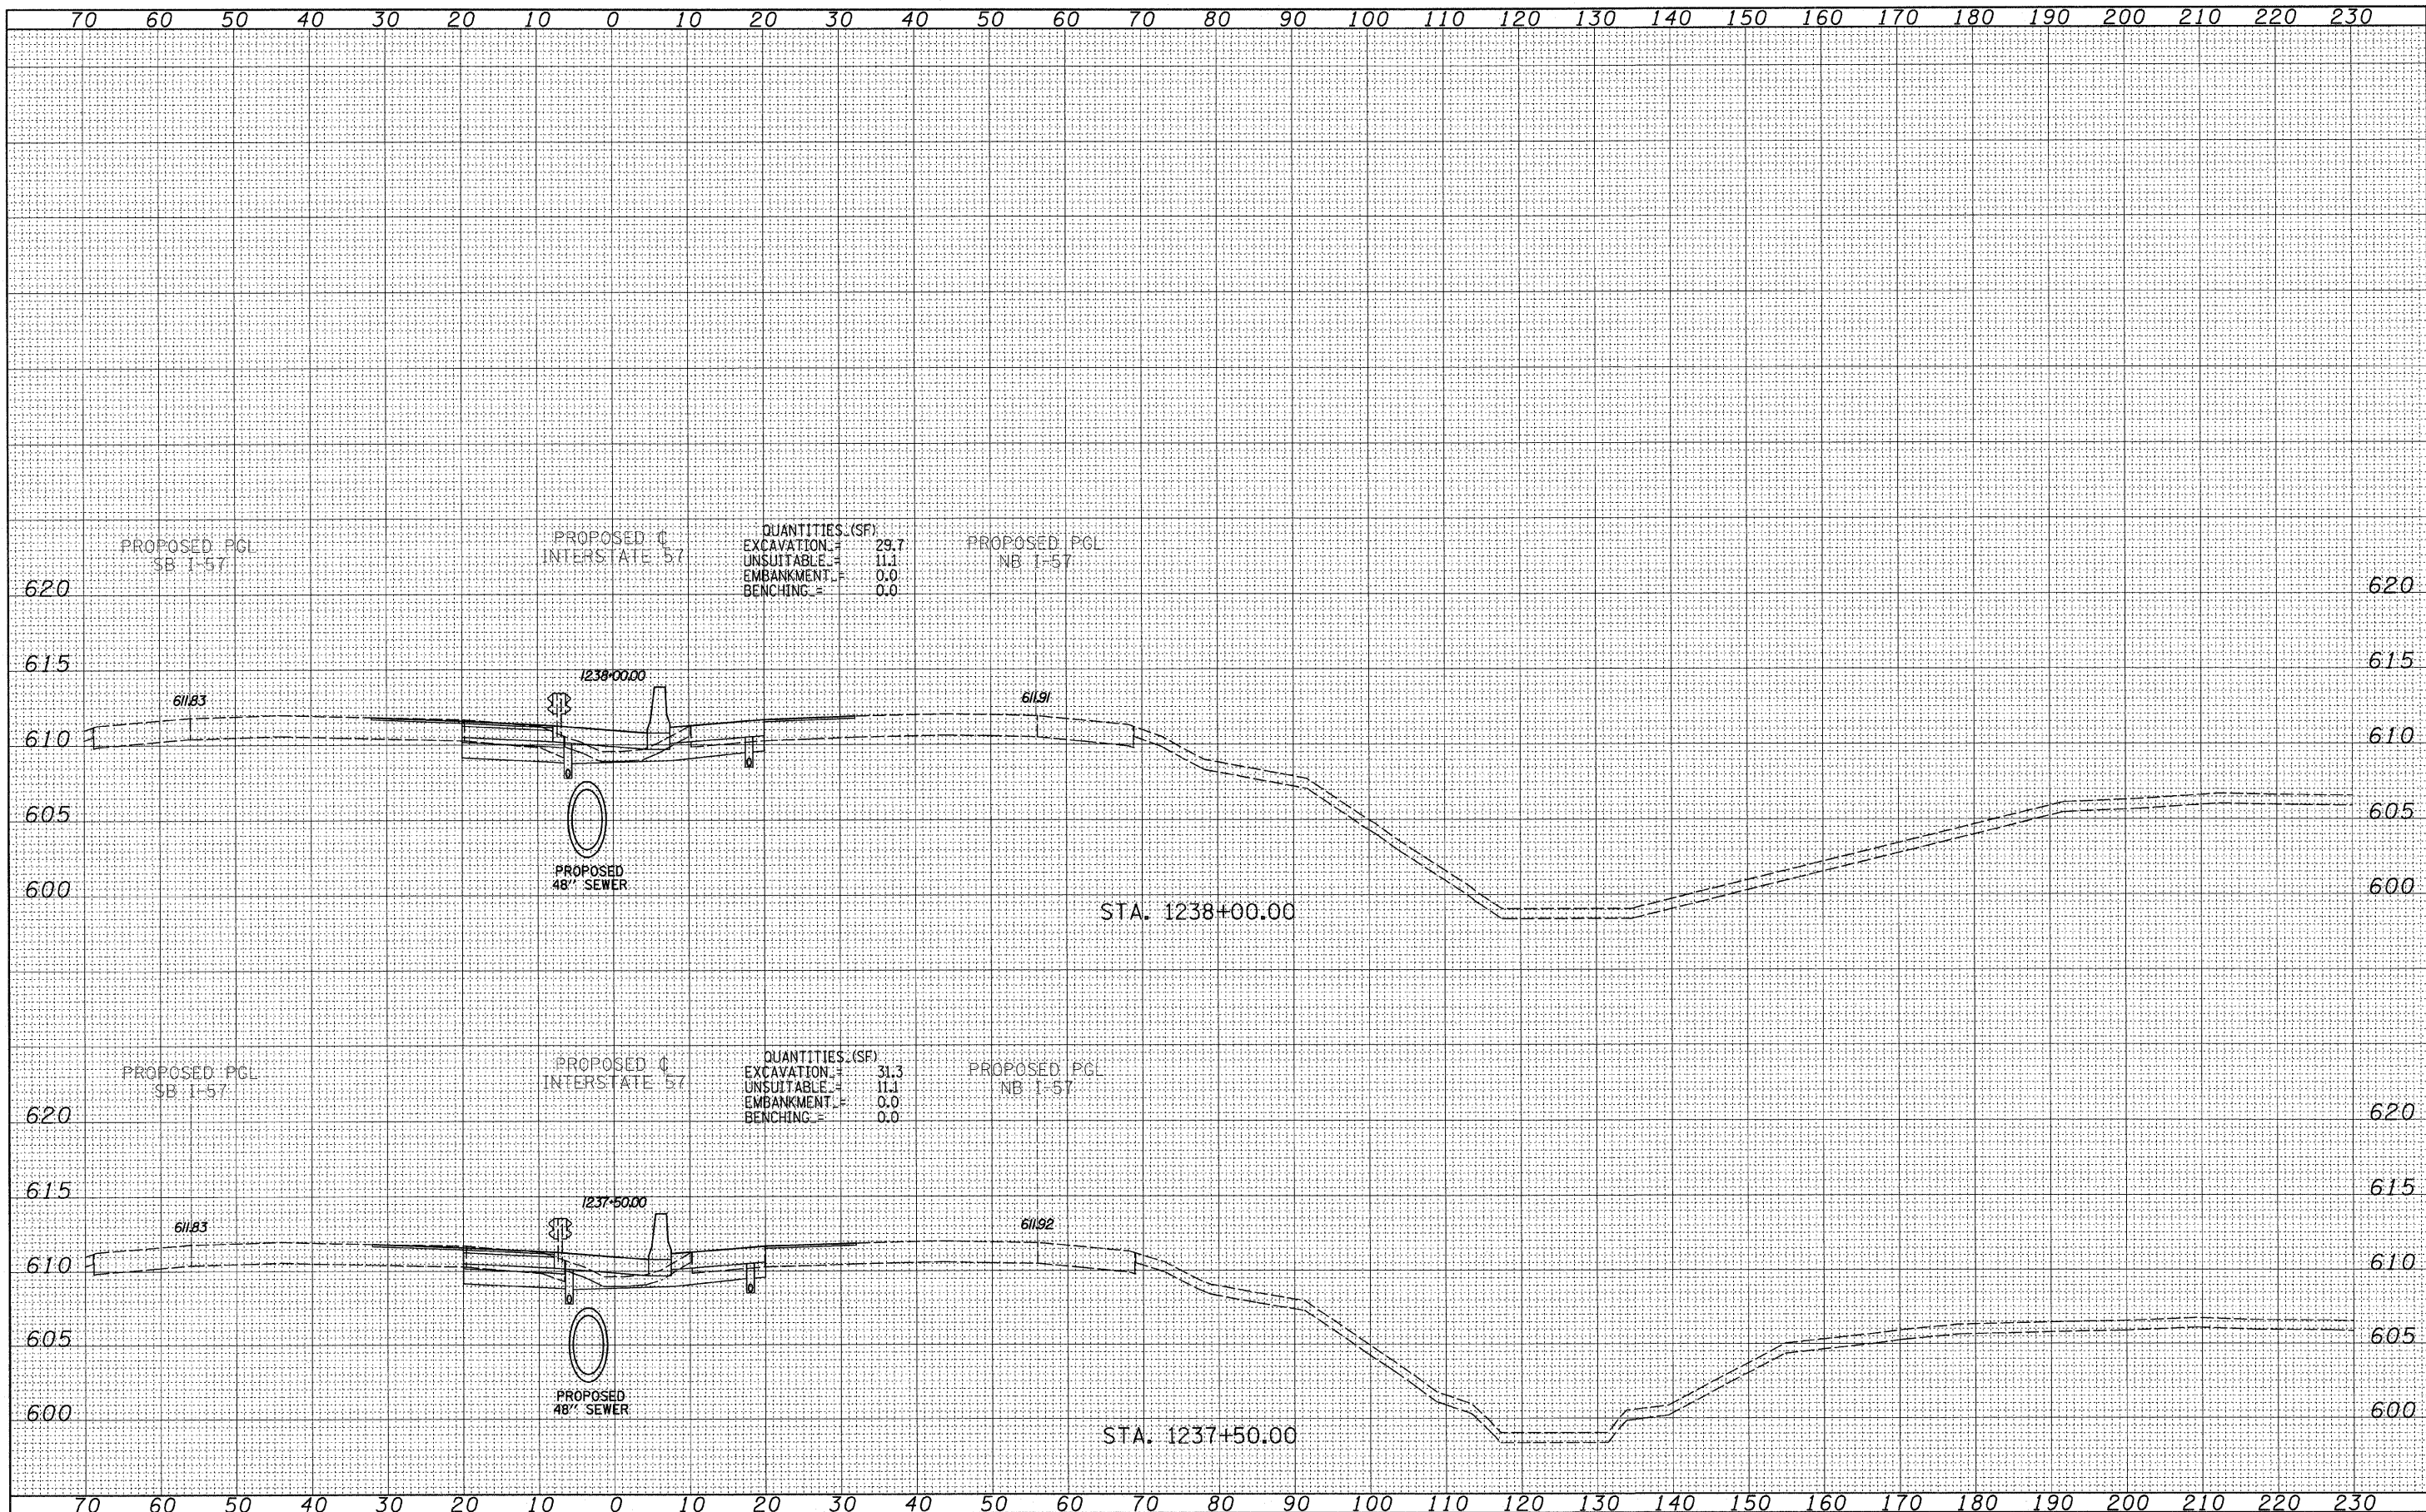 70 60 50 40 30 20 10 0 10 20 30 40 50 60 70 80 90 100 110 120 130 140 150 160 170 180 190 200 210 220 230
PROPOSED PGL
SB I-57
PROPOSED ℄
INTERSTATE 57
QUANTITIES (SF)
EXCAVATION = 29.7
UNSUITABLE = 11.1
EMBANKMENT = 0.0
BENCHING = 0.0
PROPOSED PGL
NB I-57
620 620
615 615
1238+00.00
611.83
611.91
610 610
605 605
PROPOSED
48" SEWER
600 600
STA. 1238+00.00
PROPOSED PGL
SB I-57
PROPOSED ℄
INTERSTATE 57
QUANTITIES (SF)
EXCAVATION = 31.3
UNSUITABLE = 11.1
EMBANKMENT = 0.0
BENCHING = 0.0
PROPOSED PGL
NB I-57
620 620
615 615
1237+50.00
611.83
611.92
610 610
605 605
PROPOSED
48" SEWER
600 600
STA. 1237+50.00
70 60 50 40 30 20 10 0 10 20 30 40 50 60 70 80 90 100 110 120 130 140 150 160 170 180 190 200 210 220 230